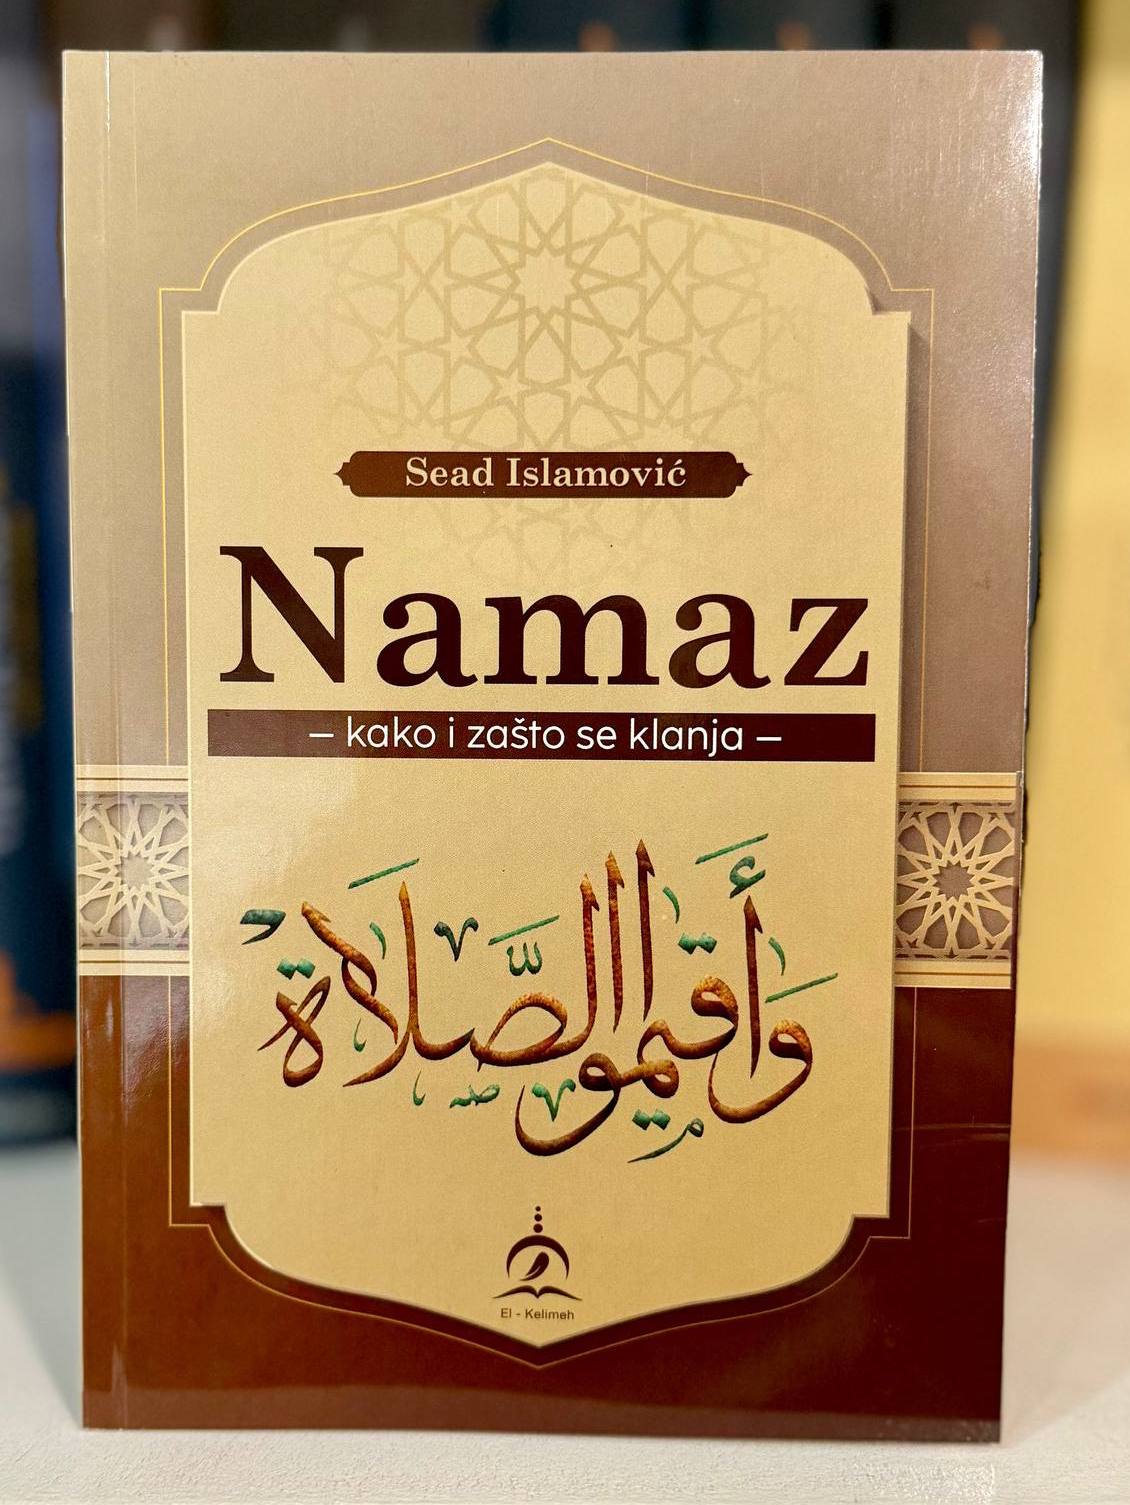 Sead Islamović
Namaz
– kako i zašto se klanja –
وَأَقِيمُوا الصَّلَاةَ
El - Kelimeh